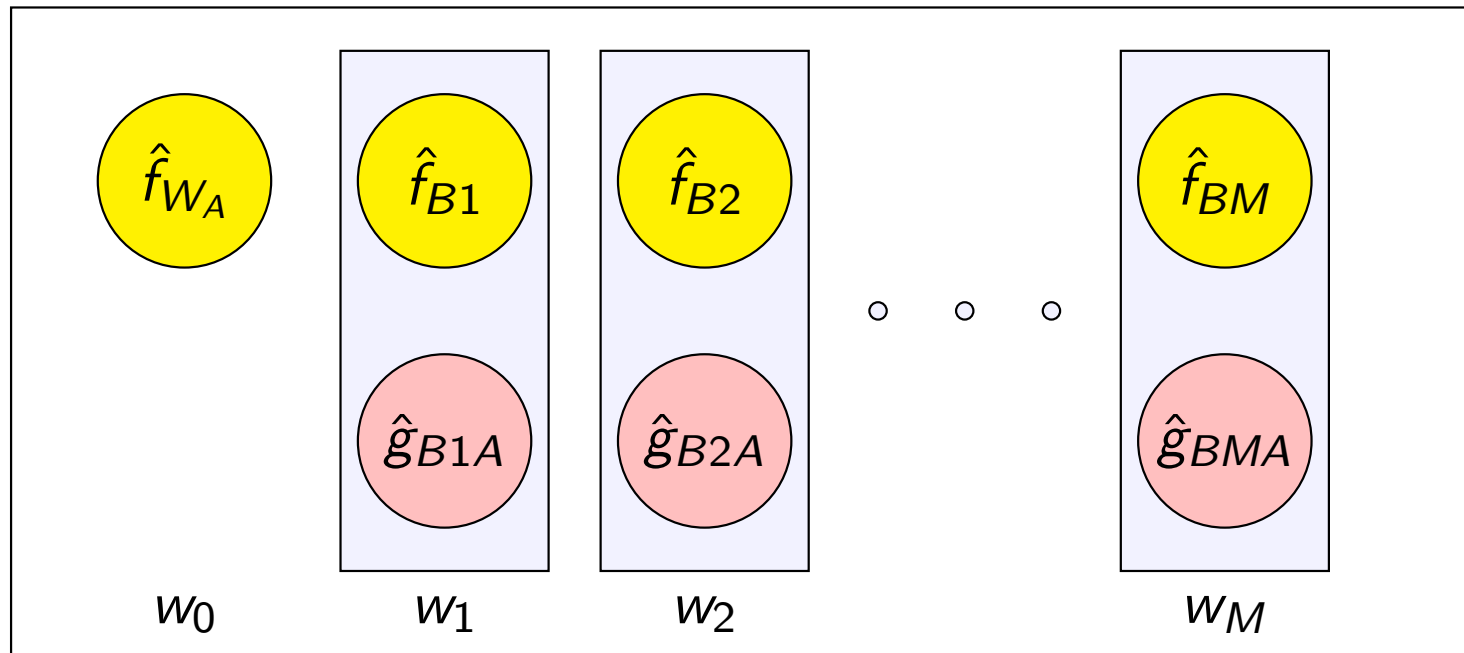 f̂_{W_A} f̂_{B1} f̂_{B2} f̂_{BM}
ĝ_{B1A} ĝ_{B2A} ĝ_{BMA}
w_0 w_1 w_2 w_M